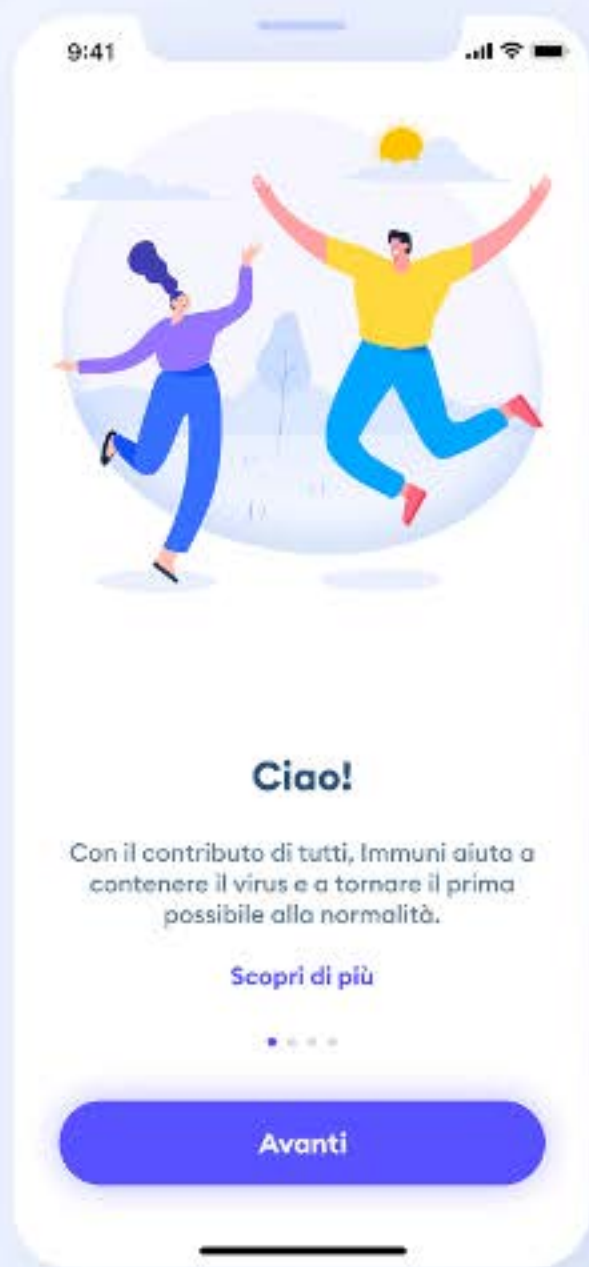 9:41
Ciao!
Con il contributo di tutti, Immuni aiuta a
contenere il virus e a tornare il prima
possibile alla normalità.
Scopri di più
Avanti